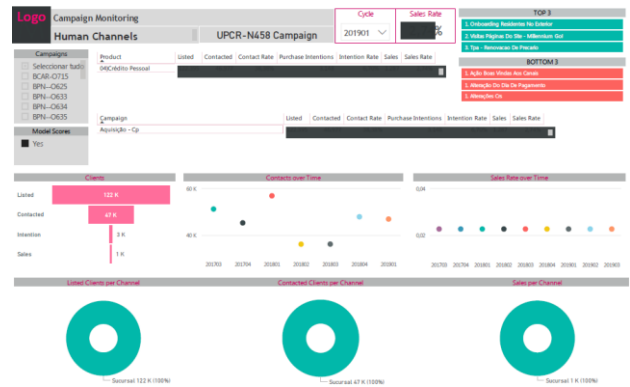 Logo
Campaign Monitoring
Human Channels
UPCR-N458 Campaign
Cycle
201901
Sales Rate
%
TOP 3
1. Onboarding Residentes No Exterior
2. Visitas Páginas Do Site - Millennium Gol
3. Tpa - Renovacao De Precario
BOTTOM 3
1. Ação Boas Vindas Aos Canais
2. Alteração Do Dia De Pagamento
3. Alterações Cn
Campaigns
Seleccionar tudo
BCAR-O715
BPN--O625
BPN--O633
BPN--O634
BPN--O635
Model Scores
Yes
Product Listed Contacted Contact Rate Purchase Intentions Intention Rate Sales Sales Rate
04)Crédito Pessoal
Campaign Listed Contacted Contact Rate Purchase Intentions Intention Rate Sales Sales Rate
Aquisição - Cp
Clients
Listed 122 K
Contacted 47 K
Intention 3 K
Sales 1 K
Contacts over Time
60 K
40 K
201703 201704 201801 201802 201803 201804 201901
Sales Rate over Time
0,04
0,02
201703 201704 201801 201802 201803 201804 201901 201902 201903
Listed Clients per Channel
Sucursal 122 K (100%)
Contacted Clients per Channel
Sucursal 47 K (100%)
Sales per Channel
Sucursal 1 K (100%)